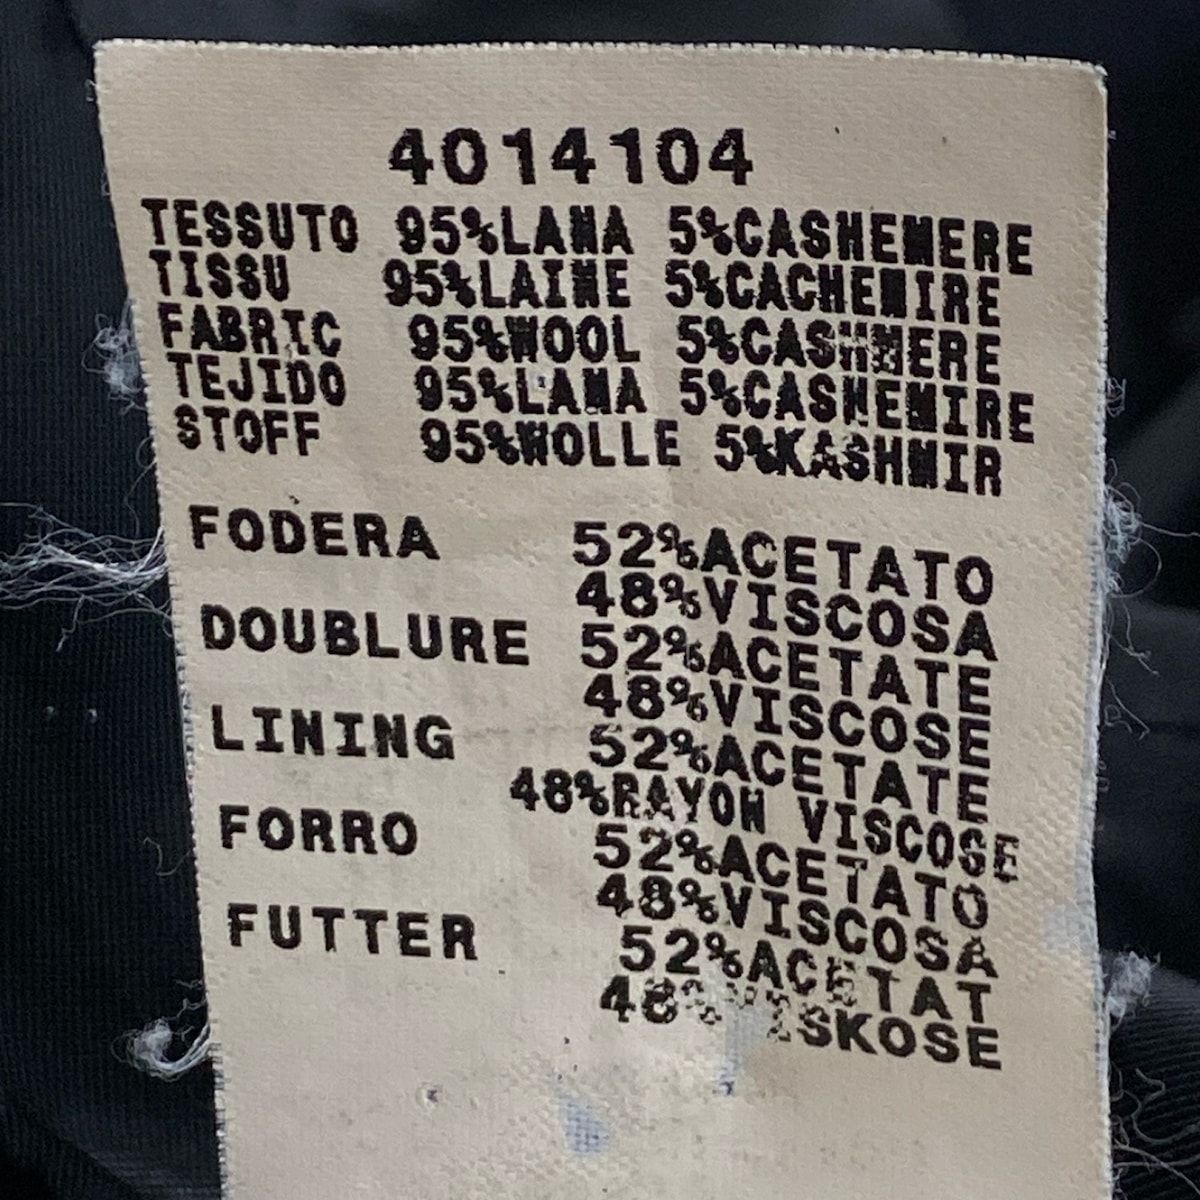 4014104
TESSUTO 95%LANA 5%CASHEMERE
TISSU 95%LAINE 5%CACHEMIRE
FABRIC 95%WOOL 5%CASHMERE
TEJIDO 95%LANA 5%CASHEMIRE
STOFF 95%WOLLE 5%KASHMIR
FODERA 52%ACETATO
48%VISCOSA
DOUBLURE 52%ACETATE
48%VISCOSE
LINING 52%ACETATE
48%RAYON VISCOSE
FORRO 52%ACETATO
48%VISCOSA
FUTTER 52%ACETAT
48%VISKOSE